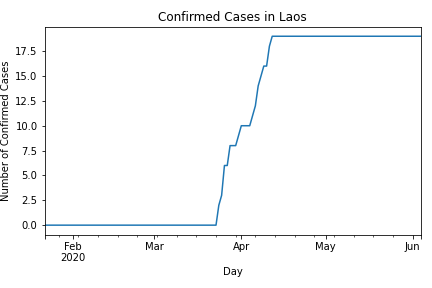 Confirmed Cases in Laos
Number of Confirmed Cases
17.5
15.0
12.5
10.0
7.5
5.0
2.5
0.0
Feb
2020
Mar
Apr
May
Jun
Day